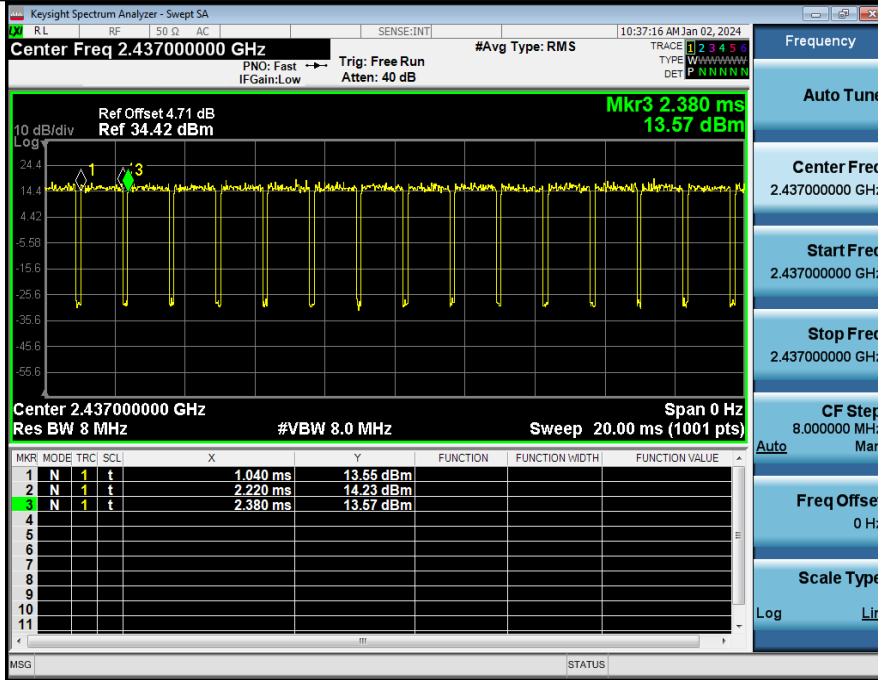 Keysight Spectrum Analyzer - Swept SA
LXI RL RF 50 Ω AC SENSE:INT 10:37:16 AM Jan 02, 2024
Center Freq 2.437000000 GHz #Avg Type: RMS TRACE 1 2 3 4 5 6
PNO: Fast Trig: Free Run TYPE WWWWWW
IFGain:Low Atten: 40 dB DET P N N N N N
Mkr3 2.380 ms
13.57 dBm
Ref Offset 4.71 dB
10 dB/div Ref 34.42 dBm
Log
1 3
24.4
14.4
4.42
-5.58
-15.6
-25.6
-35.6
-45.6
-55.6
Center 2.437000000 GHz Span 0 Hz
Res BW 8 MHz #VBW 8.0 MHz Sweep 20.00 ms (1001 pts)
MKR MODE TRC SCL X Y FUNCTION FUNCTION WIDTH FUNCTION VALUE
1 N 1 t 1.040 ms 13.55 dBm
2 N 1 t 2.220 ms 14.23 dBm
3 N 1 t 2.380 ms 13.57 dBm
4
5
6
7
8
9
10
11
MSG STATUS
Frequency
Auto Tune
Center Freq
2.437000000 GHz
Start Freq
2.437000000 GHz
Stop Freq
2.437000000 GHz
CF Step
8.000000 MHz
Auto Man
Freq Offset
0 Hz
Scale Type
Log Lin